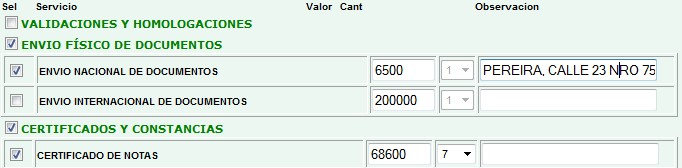 Sel Servicio Valor Cant Observacion
VALIDACIONES Y HOMOLOGACIONES
ENVIO FÍSICO DE DOCUMENTOS
ENVIO NACIONAL DE DOCUMENTOS 6500 1 PEREIRA, CALLE 23 NRO 75
ENVIO INTERNACIONAL DE DOCUMENTOS 200000 1
CERTIFICADOS Y CONSTANCIAS
CERTIFICADO DE NOTAS 68600 7